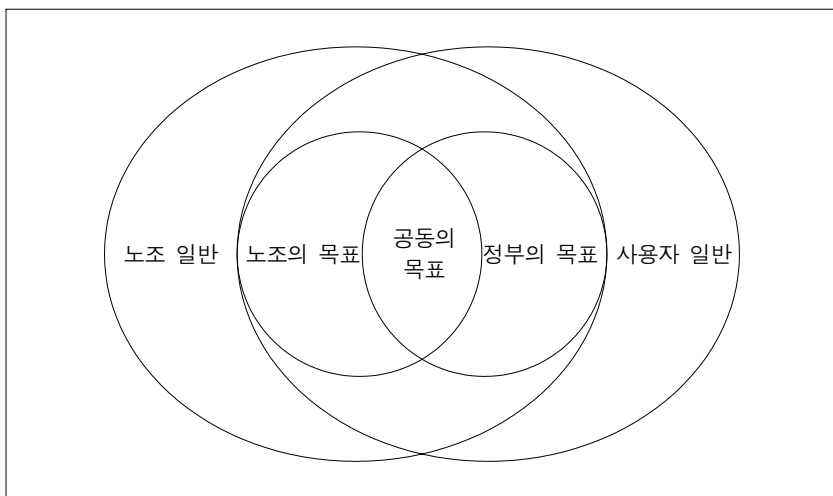 노조 일반
노조의 목표
공동의
목표
정부의 목표
사용자 일반